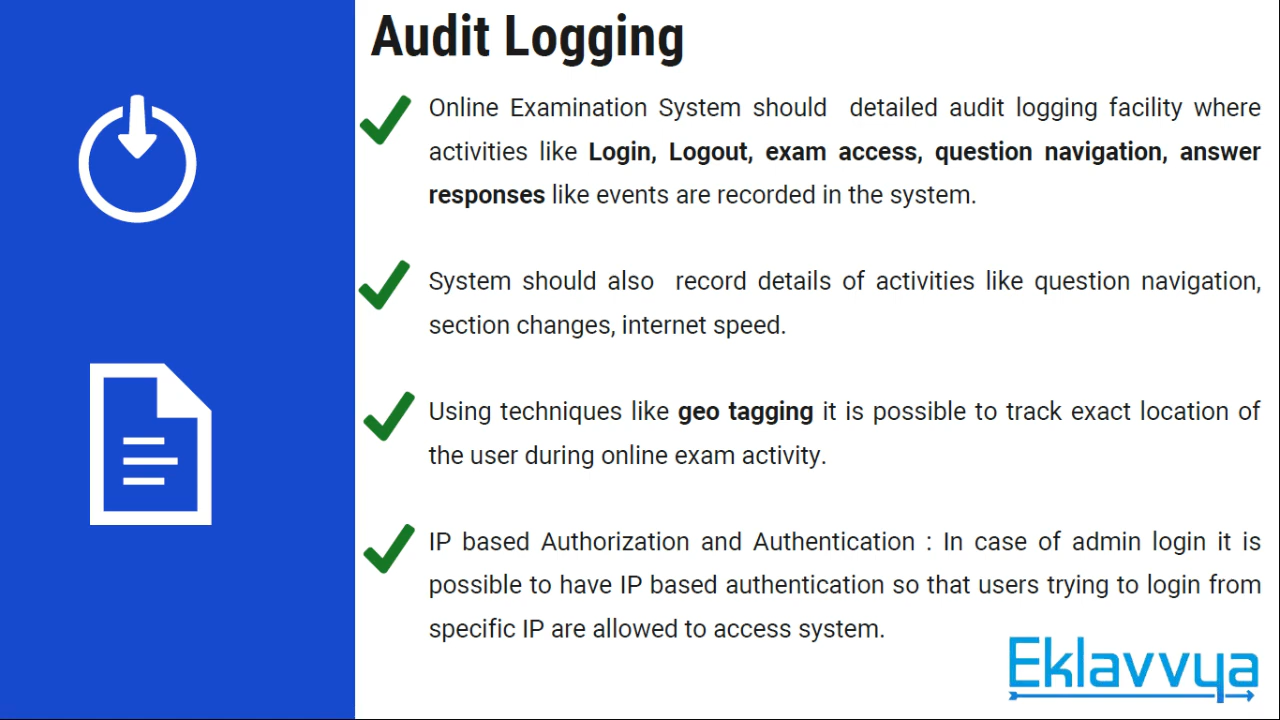 Audit Logging
Online Examination System should detailed audit logging facility where
activities like Login, Logout, exam access, question navigation, answer
responses like events are recorded in the system.
System should also record details of activities like question navigation,
section changes, internet speed.
Using techniques like geo tagging it is possible to track exact location of
the user during online exam activity.
IP based Authorization and Authentication : In case of admin login it is
possible to have IP based authentication so that users trying to login from
specific IP are allowed to access system.
Eklavvya